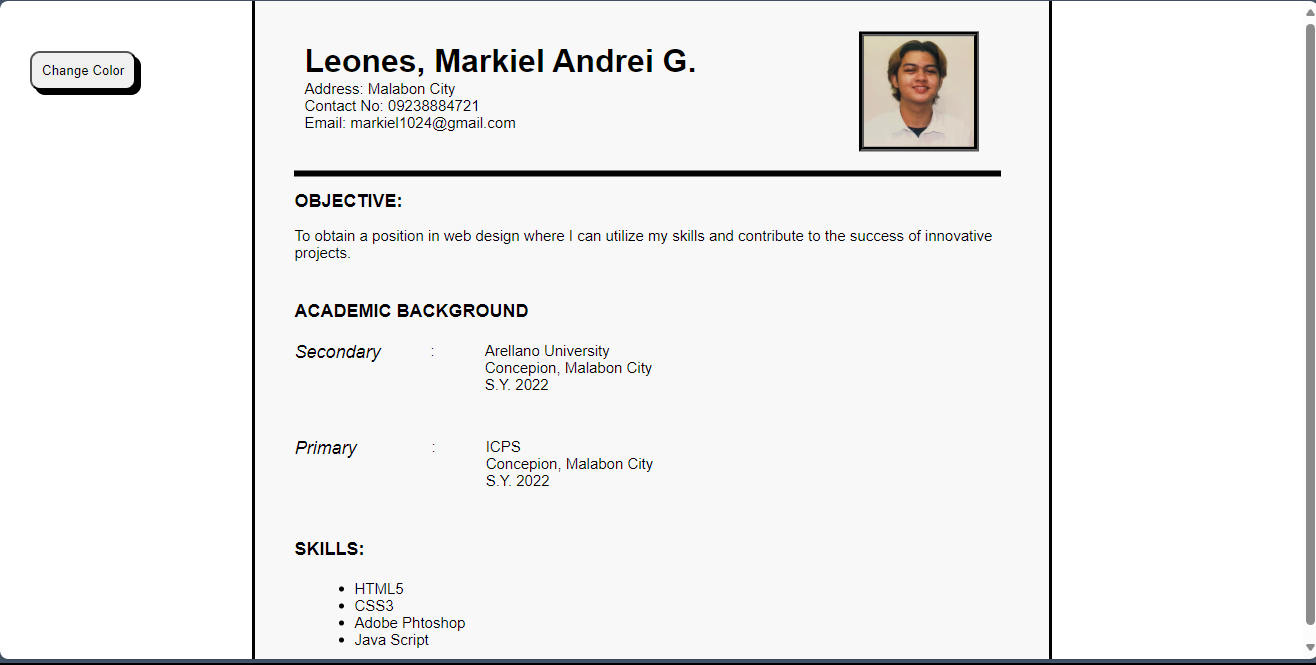 Change Color
Leones, Markiel Andrei G.
Address: Malabon City
Contact No: 09238884721
Email: markiel1024@gmail.com
OBJECTIVE:
To obtain a position in web design where I can utilize my skills and contribute to the success of innovative
projects.
ACADEMIC BACKGROUND
Secondary : Arellano University
Concepion, Malabon City
S.Y. 2022
Primary : ICPS
Concepion, Malabon City
S.Y. 2022
SKILLS:
• HTML5
• CSS3
• Adobe Phtoshop
• Java Script